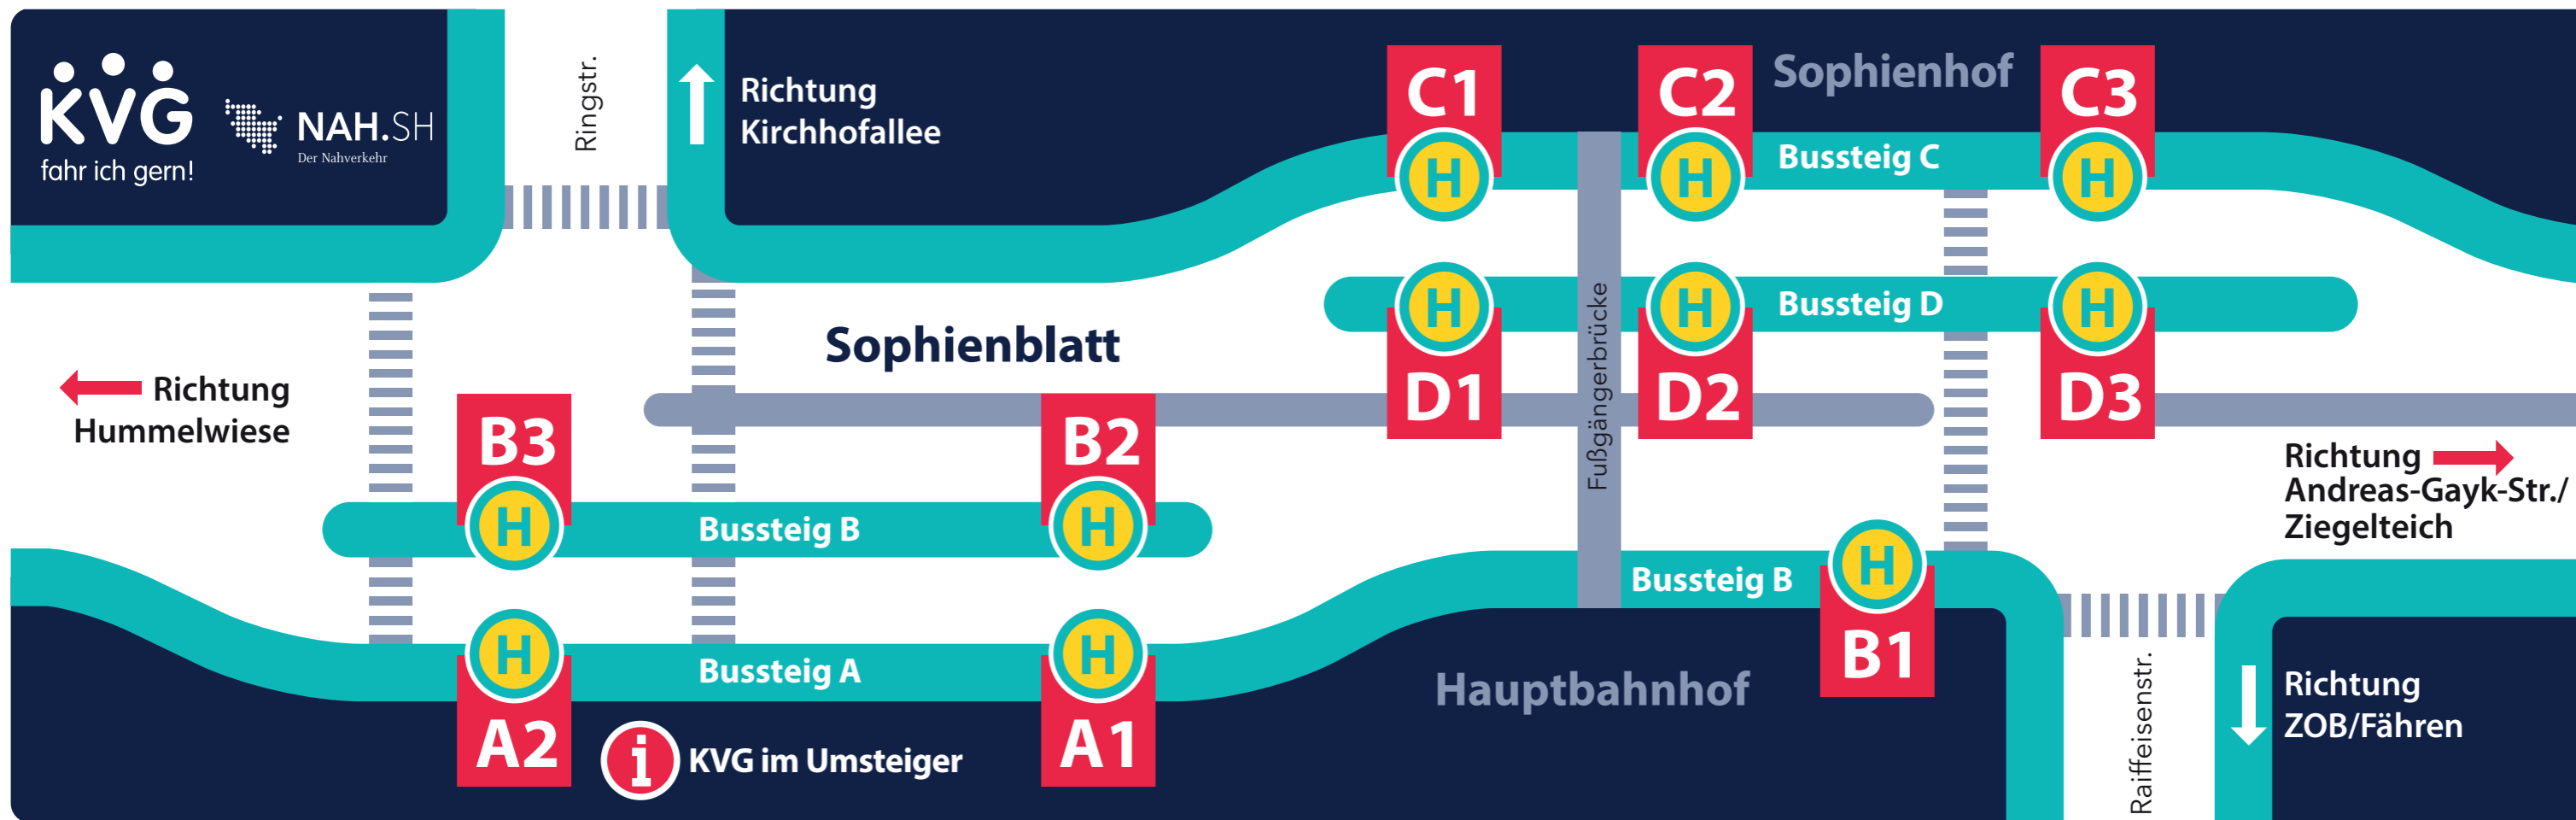 KVG
fahr ich gern!
NAH.SH
Der Nahverkehr
Ringstr.
Richtung
Kirchhofallee
C1
H
C2
H
Sophienhof
C3
H
Bussteig C
Sophienblatt
H
D1
Fußgängerbrücke
H
D2
Bussteig D
H
D3
Richtung
Hummelwiese
B3
H
Bussteig B
B2
H
Richtung
Andreas-Gayk-Str./
Ziegelteich
Bussteig B
H
B1
H
A2
Bussteig A
H
A1
i
KVG im Umsteiger
Hauptbahnhof
Raiffeisenstr.
Richtung
ZOB/Fähren